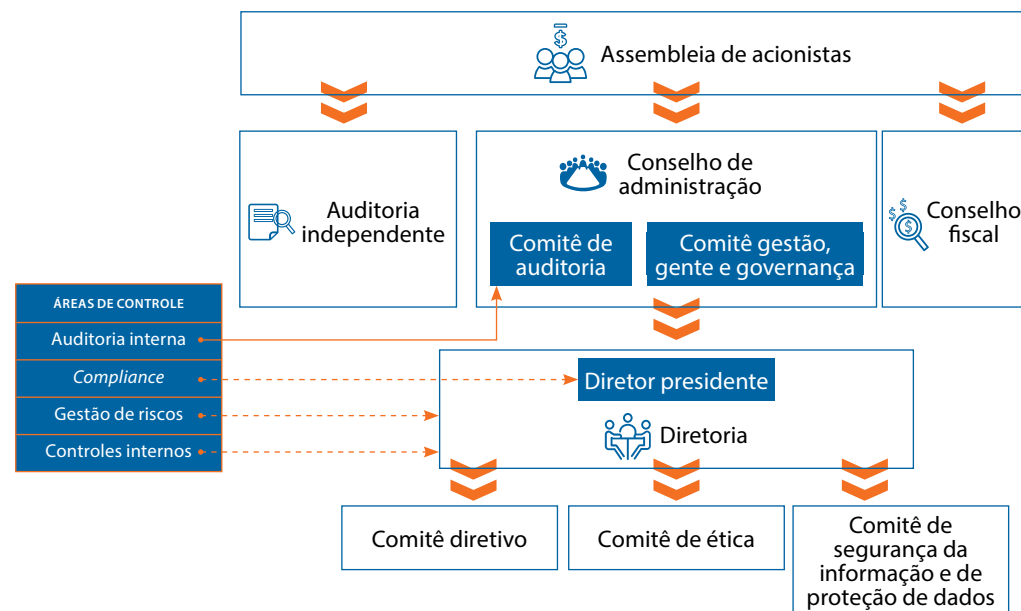 Assembleia de acionistas
Auditoria
independente
Conselho de
administração
Comitê de
auditoria
Comitê gestão,
gente e governança
Conselho
fiscal
ÁREAS DE CONTROLE
Auditoria interna
Compliance
Gestão de riscos
Controles internos
Diretor presidente
Diretoria
Comitê diretivo
Comitê de ética
Comitê de
segurança da
informação e de
proteção de dados